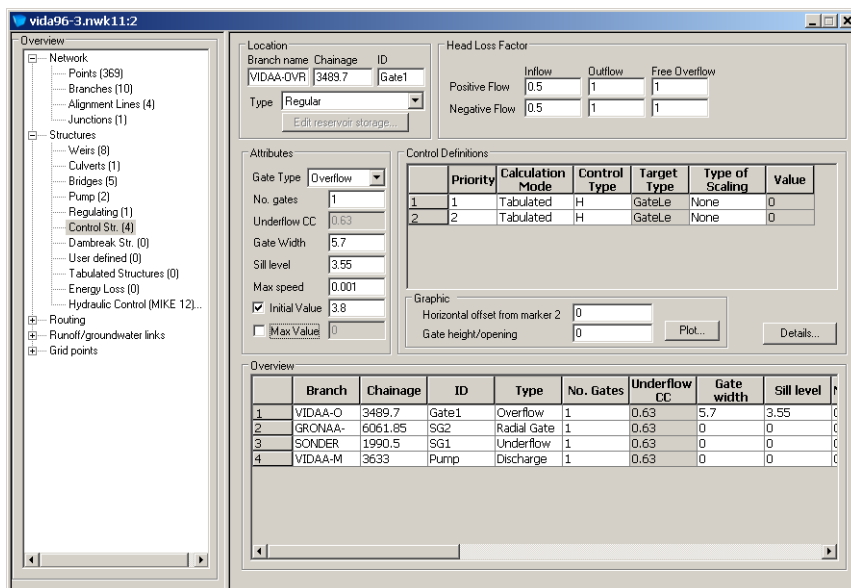 vida96-3.nwk11:2
Overview
Network
Points (369)
Branches (10)
Alignment Lines (4)
Junctions (1)
Structures
Weirs (8)
Culverts (1)
Bridges (5)
Pump (2)
Regulating (1)
Control Str. (4)
Dambreak Str. (0)
User defined (0)
Tabulated Structures (0)
Energy Loss (0)
Hydraulic Control (MIKE 12)...
Routing
Runoff/groundwater links
Grid points
Location
Branch name Chainage ID
VIDAA-OVR 3489.7 Gate1
Type Regular
Edit reservoir storage...
Head Loss Factor
Inflow Outflow Free Overflow
Positive Flow 0.5 1 1
Negative Flow 0.5 1 1
Attributes
Gate Type Overflow
No. gates 1
Underflow CC 0.63
Gate Width 5.7
Sill level 3.55
Max speed 0.001
Initial Value 3.8
Max Value 0
Control Definitions
Priority Calculation Mode Control Type Target Type Type of Scaling Value
1 1 Tabulated H GateLe None 0
2 2 Tabulated H GateLe None 0
Graphic
Horizontal offset from marker 2 0
Gate height/opening 0
Plot...
Details...
Overview
Branch Chainage ID Type No. Gates Underflow CC Gate width Sill level
1 VIDAA-O 3489.7 Gate1 Overflow 1 0.63 5.7 3.55
2 GRONAA- 6061.85 SG2 Radial Gate 1 0.63 0 0
3 SONDER 1990.5 SG1 Underflow 1 0.63 0 0
4 VIDAA-M 3633 Pump Discharge 1 0.63 0 0